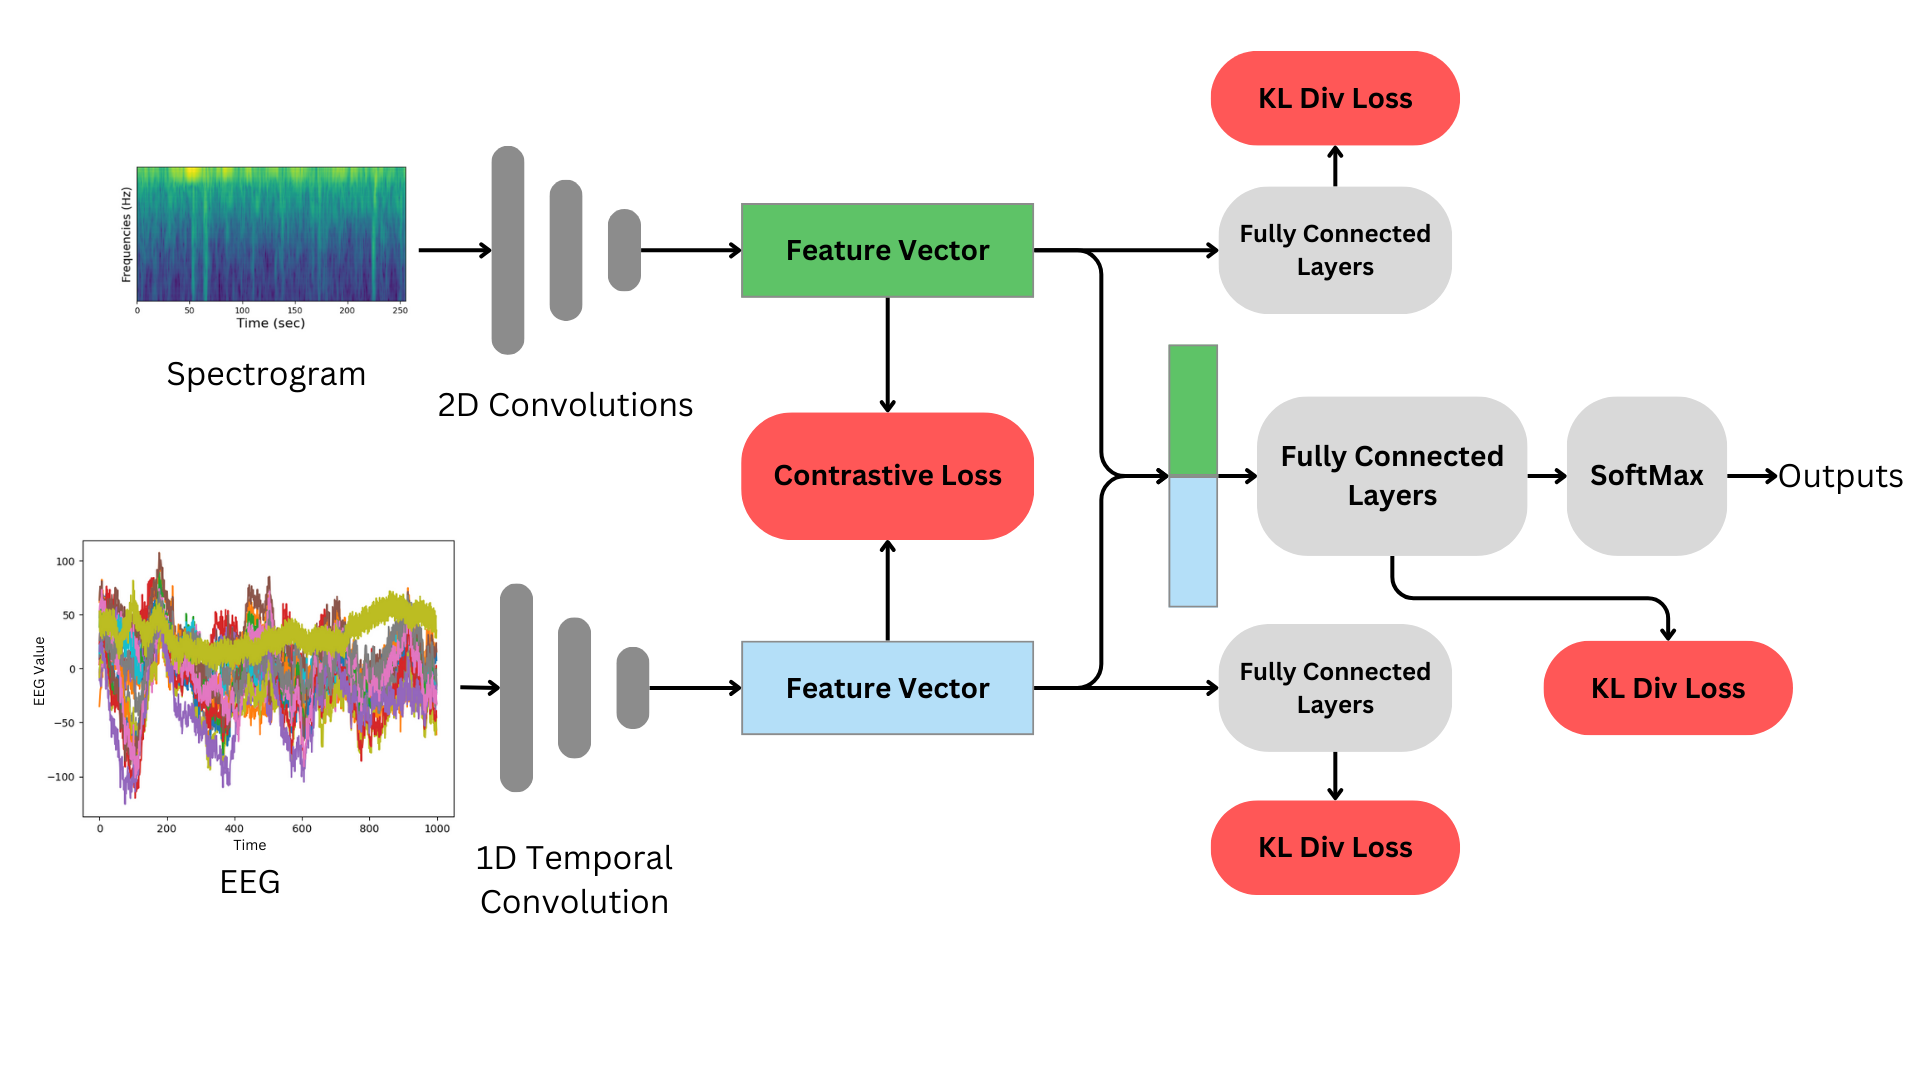 KL Div Loss
Frequencies (Hz)
0 50 100 150 200 250
Time (sec)
Spectrogram
2D Convolutions
Feature Vector
Fully Connected
Layers
Contrastive Loss
Fully Connected
Layers
SoftMax
Outputs
100
50
0
−50
−100
EEG Value
0 200 400 600 800 1000
Time
EEG
1D Temporal
Convolution
Feature Vector
Fully Connected
Layers
KL Div Loss
KL Div Loss